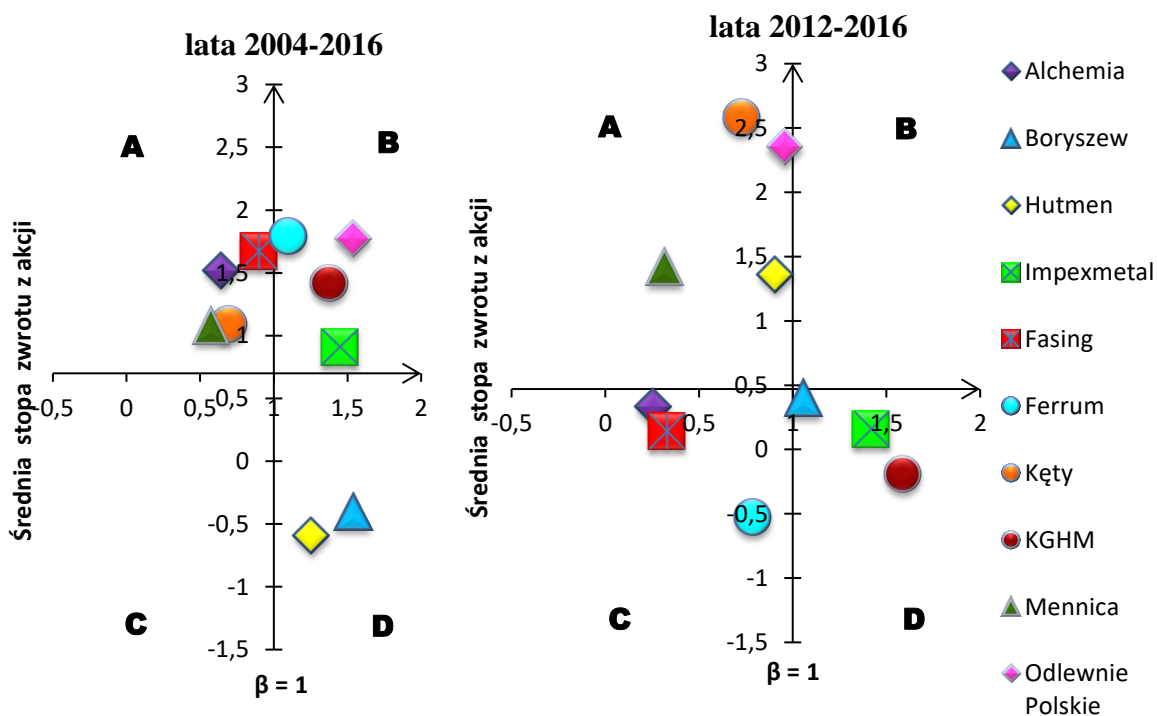 lata 2004-2016
A
B
Średnia stopa zwrotu z akcji
3
2,5
2
1,5
1
0,5
0
-0,5
-1
-1,5
-0,5
0
0,5
1
1,5
2
C
D
β = 1
lata 2012-2016
A
B
Średnia stopa zwrotu z akcji
3
2,5
2
1,5
1
0,5
0
-0,5
-1
-1,5
-0,5
0
0,5
1
1,5
2
C
D
β = 1
Alchemia
Boryszew
Hutmen
Impexmetal
Fasing
Ferrum
Kęty
KGHM
Mennica
Odlewnie
Polskie